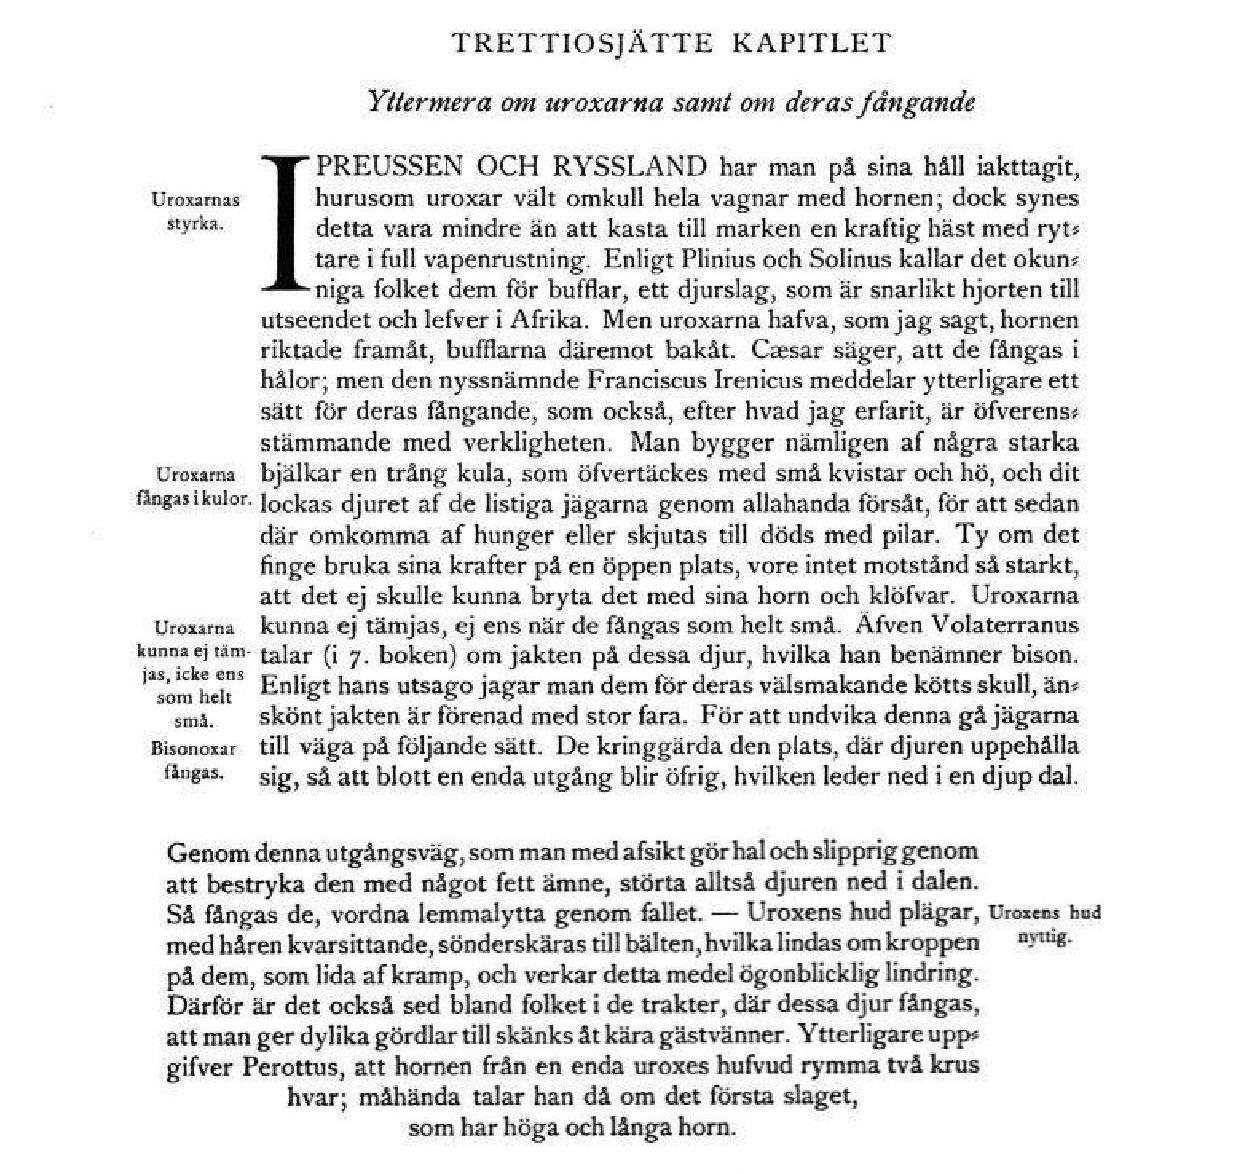 TRETTIOSJÄTTE KAPITLET
Yttermera om uroxarna samt om deras fångande
I PREUSSEN OCH RYSSLAND har man på sina håll iakttagit,
Uroxarnas
styrka.
hurusom uroxar vält omkull hela vagnar med hornen; dock synes
detta vara mindre än att kasta till marken en kraftig häst med ryt⸗
tare i full vapenrustning. Enligt Plinius och Solinus kallar det okun⸗
niga folket dem för bufflar, ett djurslag, som är snarlikt hjorten till
utseendet och lefver i Afrika. Men uroxarna hafva, som jag sagt, hornen
riktade framåt, bufflarna däremot bakåt. Cæsar säger, att de fångas i
hålor; men den nyssnämnde Franciscus Irenicus meddelar ytterligare ett
sätt för deras fångande, som också, efter hvad jag erfarit, är öfverens⸗
stämmande med verkligheten. Man bygger nämligen af några starka
Uroxarna
fångas i kulor.
bjälkar en trång kula, som öfvertäckes med små kvistar och hö, och dit
lockas djuret af de listiga jägarna genom allahanda försåt, för att sedan
där omkomma af hunger eller skjutas till döds med pilar. Ty om det
finge bruka sina krafter på en öppen plats, vore intet motstånd så starkt,
att det ej skulle kunna bryta det med sina horn och klöfvar. Uroxarna
Uroxarna
kunna ej täm-
jas, icke ens
som helt
små.
kunna ej tämjas, ej ens när de fångas som helt små. Äfven Volaterranus
talar (i 7. boken) om jakten på dessa djur, hvilka han benämner bison.
Enligt hans utsago jagar man dem för deras välsmakande kötts skull, än⸗
skönt jakten är förenad med stor fara. För att undvika denna gå jägarna
Bisonoxar
fångas.
till väga på följande sätt. De kringgärda den plats, där djuren uppehålla
sig, så att blott en enda utgång blir öfrig, hvilken leder ned i en djup dal.
Genom denna utgångsväg, som man med afsikt gör hal och slipprig genom
att bestryka den med något fett ämne, störta alltså djuren ned i dalen.
Så fångas de, vordna lemmalytta genom fallet. — Uroxens hud plägar,
Uroxens hud
nyttig.
med håren kvarsittande, sönderskäras till bälten, hvilka lindas om kroppen
på dem, som lida af kramp, och verkar detta medel ögonblicklig lindring.
Därför är det också sed bland folket i de trakter, där dessa djur fångas,
att man ger dylika gördlar till skänks åt kära gästvänner. Ytterligare upp⸗
gifver Perottus, att hornen från en enda uroxes hufvud rymma två krus
hvar; måhända talar han då om det första slaget,
som har höga och långa horn.